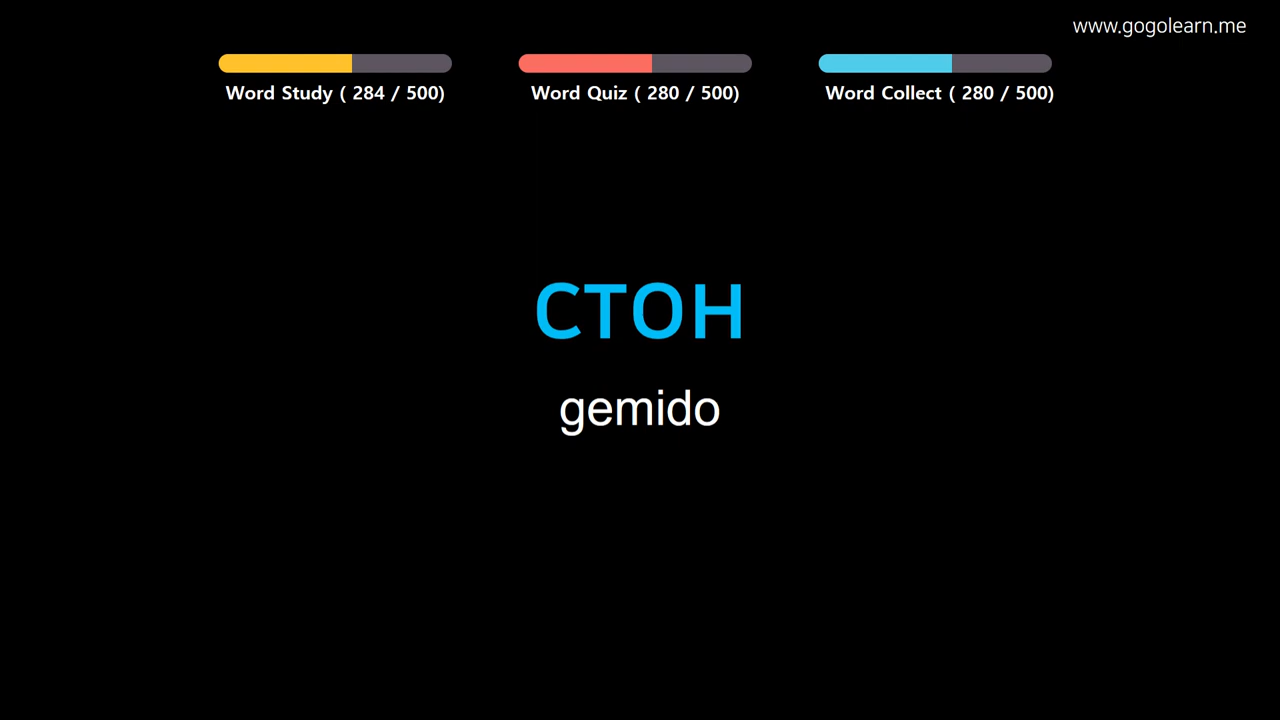 www.gogolearn.me
Word Study ( 284 / 500)
Word Quiz ( 280 / 500)
Word Collect ( 280 / 500)
СТОН
gemido